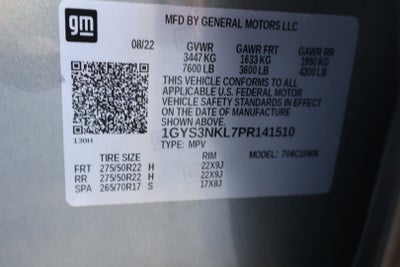 gm
MFD BY GENERAL MOTORS LLC
08/22 GVWR GAWR FRT GAWR RR
3447 KG 1633 KG 1950 KG
7600 LB 3600 LB 4300 LB
THIS VEHICLE CONFORMS TO ALL
APPLICABLE U.S. FEDERAL MOTOR
VEHICLE SAFETY STANDARDS IN EFFECT
ON THE DATE OF MANUFACTURE
SHOWN ABOVE.
1GYS3NKL7PR141510
130H TYPE: MPV MODEL:
TIRE SIZE RIM
FRT 275/50R22 H 22X9J
RR 275/50R22 H 22X9J
SPA 265/70R17 S 17X8J